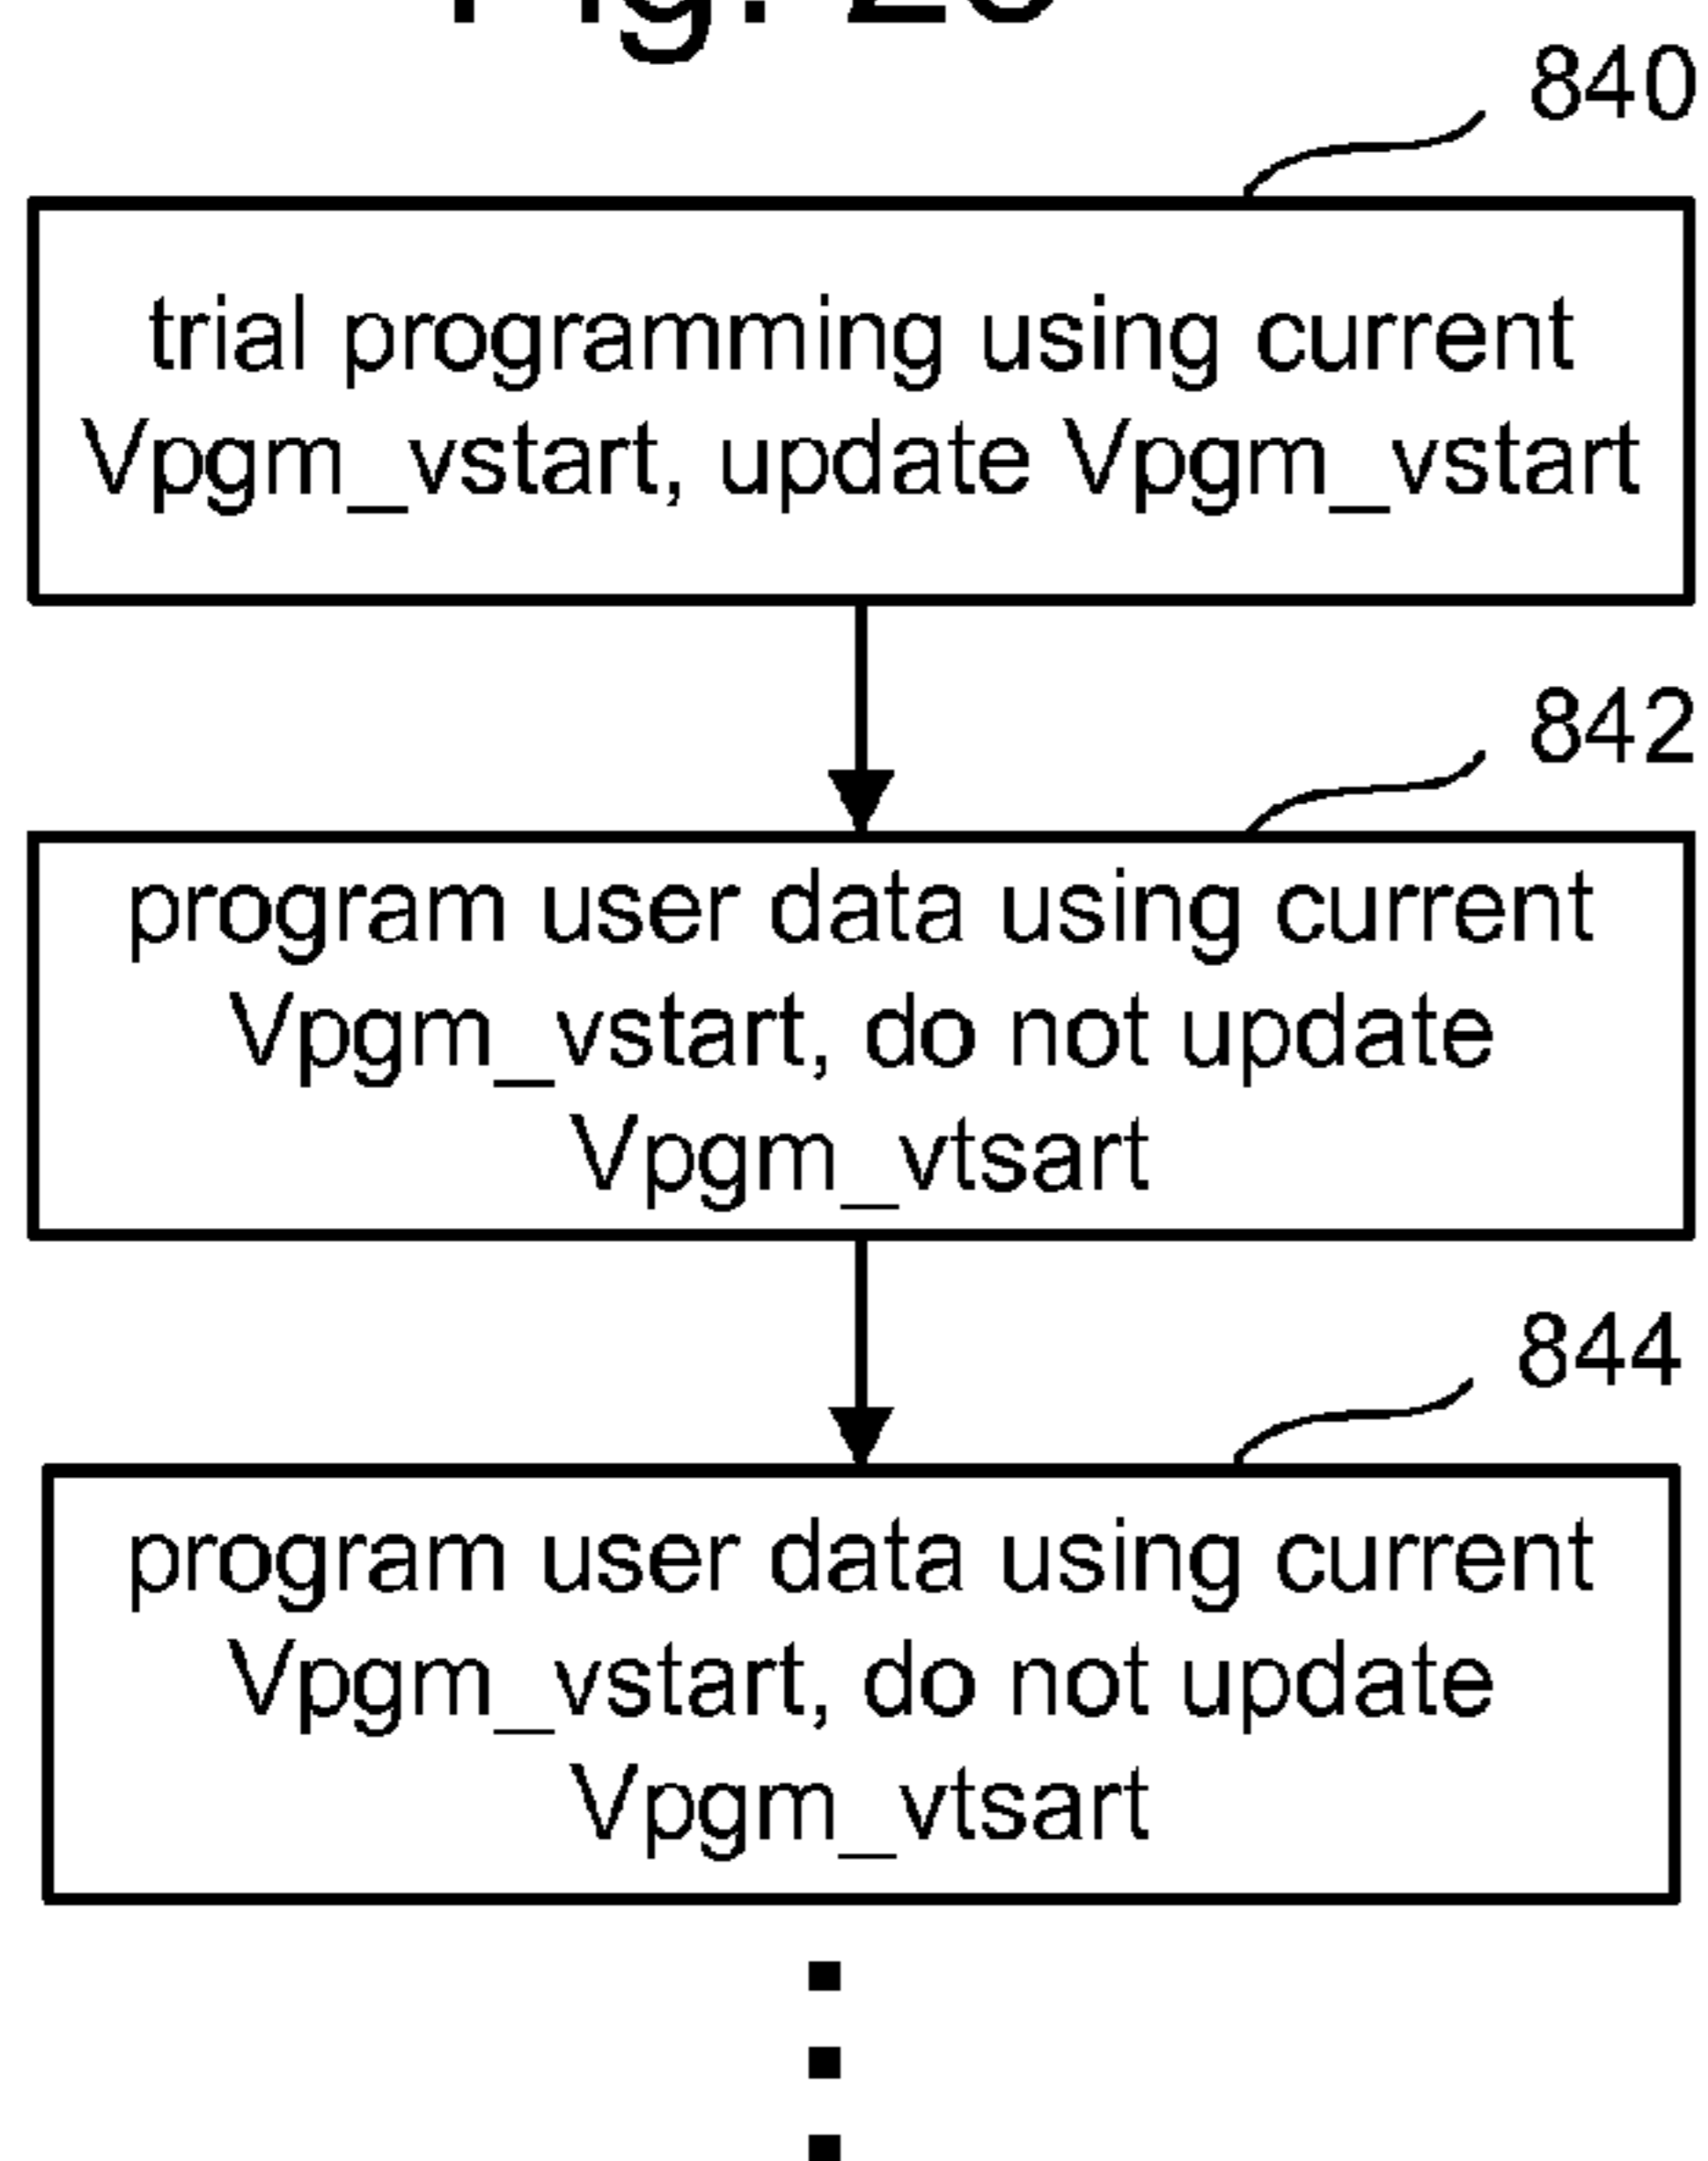 840
trial programming using current
Vpgm_vstart, update Vpgm_vstart
842
program user data using current
Vpgm_vstart, do not update
Vpgm_vtsart
844
program user data using current
Vpgm_vstart, do not update
Vpgm_vtsart